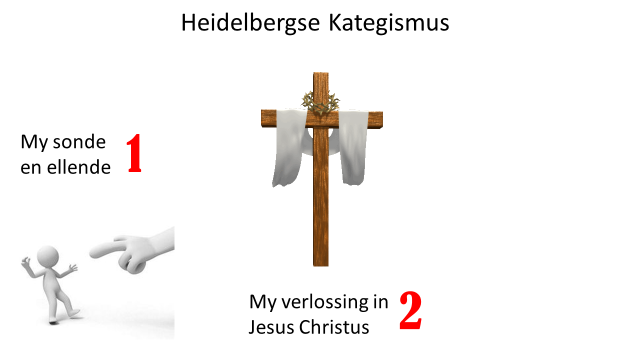 Heidelbergse Kategismus
My sonde
en ellende
1
My verlossing in
Jesus Christus
2